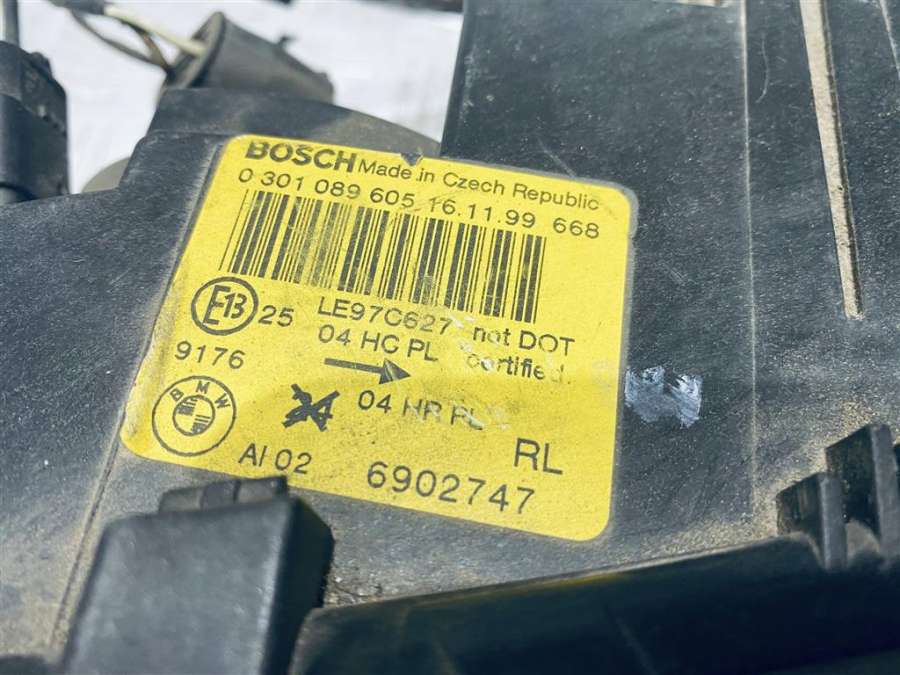 BOSCH Made in Czech Republic
0 301 089 605 16.11.99 668
E13 25 LE97C627 not DOT
04 HC PL certified.
9176
04 HR PL
BMW
RL
AI 02 6902747